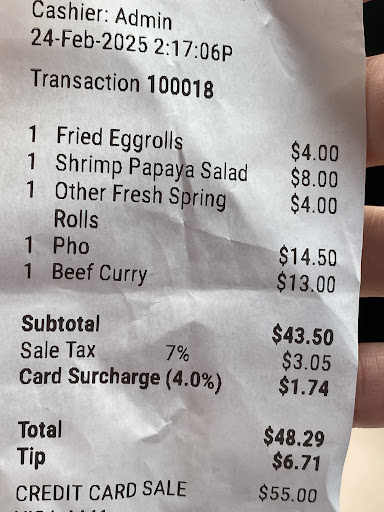 Cashier: Admin
24-Feb-2025 2:17:06P
Transaction 100018
1 Fried Eggrolls $4.00
1 Shrimp Papaya Salad $8.00
1 Other Fresh Spring $4.00
Rolls
1 Pho $14.50
1 Beef Curry $13.00
Subtotal $43.50
Sale Tax 7% $3.05
Card Surcharge (4.0%) $1.74
Total $48.29
Tip $6.71
CREDIT CARD SALE $55.00